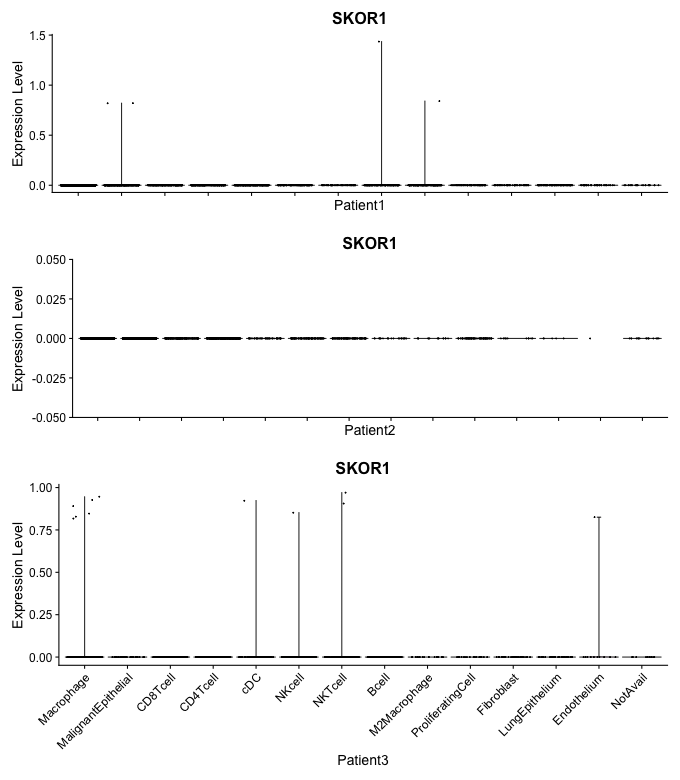 SKOR1
Expression Level
1.5
1.0
0.5
0.0
Patient1
SKOR1
Expression Level
0.050
0.025
0.000
-0.025
-0.050
Patient2
SKOR1
Expression Level
1.00
0.75
0.50
0.25
0.00
Macrophage
MalignantEpithelial
CD8Tcell
CD4Tcell
cDC
NKcell
NKTcell
Bcell
M2Macrophage
ProliferatingCell
Fibroblast
LungEpithelium
Endothelium
NotAvail
Patient3